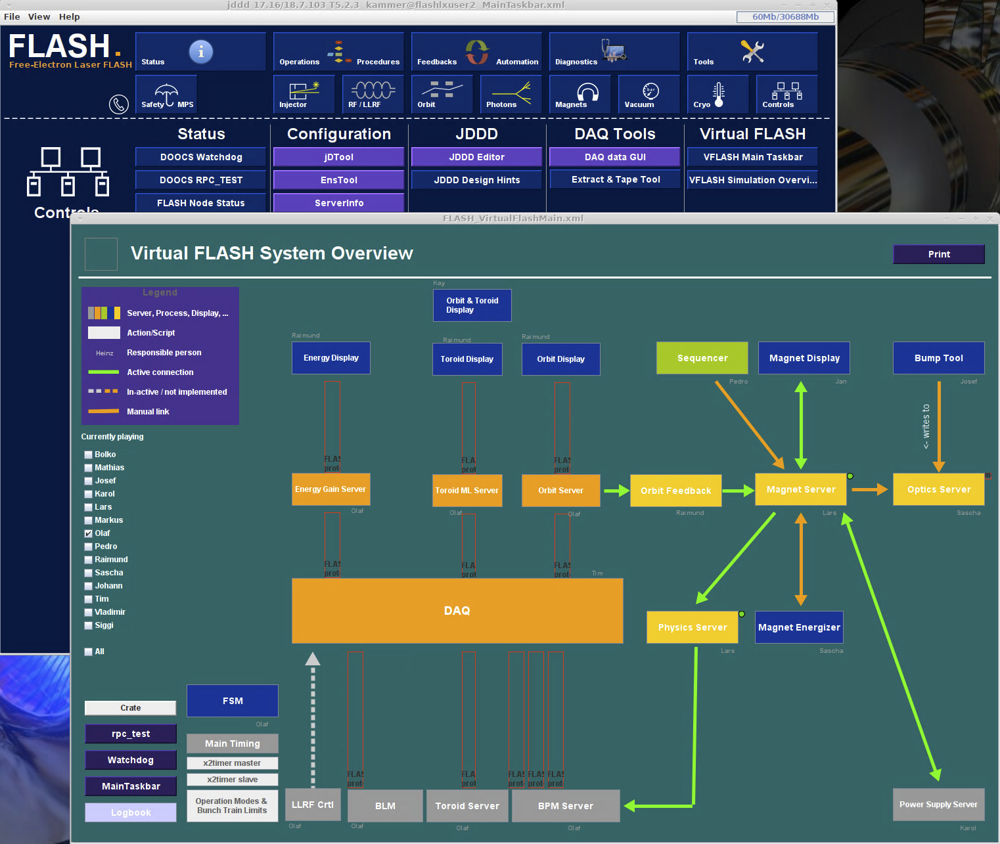 jddd 17.16/18.7.103 T5.2.3 kammer@flashlxuser2 MainTaskbar.xml
File View Help
60Mb/30688Mb
FLASH.
Free-Electron Laser FLASH
Status
Operations Procedures
Feedbacks Automation
Diagnostics
Tools
Safety MPS
Injector
RF / LLRF
Orbit
Photons
Magnets
bar
Vacuum
Cryo
Controls
Status
Configuration
JDDD
DAQ Tools
Virtual FLASH
DOOCS Watchdog
jDTool
JDDD Editor
DAQ data GUI
VFLASH Main Taskbar
DOOCS RPC_TEST
EnsTool
JDDD Design Hints
Extract & Tape Tool
VFLASH Simulation Overvi...
FLASH Node Status
ServerInfo
Controls
FLASH_VirtualFlashMain.xml
Virtual FLASH System Overview
Print
Legend
Server, Process, Display, ...
Action/Script
Heinz
Responsible person
Active connection
In-active / not implemented
Manual link
Currently playing
Bolko
Mathias
Josef
Karol
Lars
Markus
Olaf
Pedro
Raimund
Sascha
Johann
Tim
Vladimir
Siggi
All
Kay
Orbit & Toroid
Display
Raimund
Energy Display
Raimund
Toroid Display
Raimund
Orbit Display
Sequencer
Pedro
Magnet Display
Jan
Bump Tool
Josef
<- writes to
FLAS
prot
FLA
prot
FLAS
prot
Energy Gain Server
Olaf
Toroid ML Server
Olaf
Orbit Server
Olaf
Orbit Feedback
Raimund
Magnet Server
Lars
Optics Server
Sascha
FLAS
prot
FLA
prot
FLAS
prot
Tim
DAQ
Physics Server
Lars
Magnet Energizer
Sascha
Crate
rpc_test
Watchdog
MainTaskbar
Logbook
FSM
Olaf
Main Timing
x2timer master
x2timer slave
Operation Modes &
Bunch Train Limits
FLAS
prot
FLA
prot
FLAS
prot
FLAS
prot
FLAS
prot
LLRF Crtl
Olaf
BLM
Olaf
Toroid Server
Olaf
BPM Server
Olaf
Power Supply Server
Karol